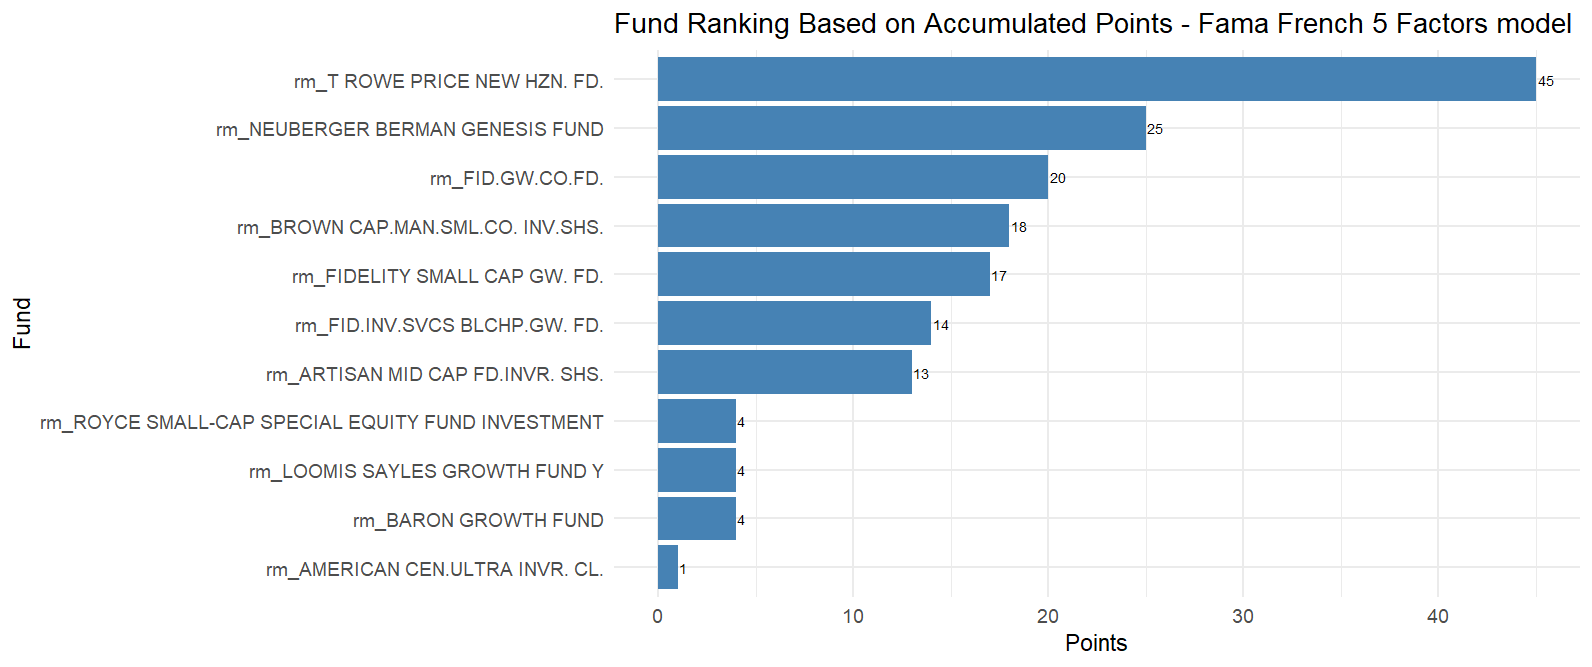 Fund Ranking Based on Accumulated Points - Fama French 5 Factors model
Fund
rm_T ROWE PRICE NEW HZN. FD.
45
rm_NEUBERGER BERMAN GENESIS FUND
25
rm_FID.GW.CO.FD.
20
rm_BROWN CAP.MAN.SML.CO. INV.SHS.
18
rm_FIDELITY SMALL CAP GW. FD.
17
rm_FID.INV.SVCS BLCHP.GW. FD.
14
rm_ARTISAN MID CAP FD.INVR. SHS.
13
rm_ROYCE SMALL-CAP SPECIAL EQUITY FUND INVESTMENT
4
rm_LOOMIS SAYLES GROWTH FUND Y
4
rm_BARON GROWTH FUND
4
rm_AMERICAN CEN.ULTRA INVR. CL.
1
0 10 20 30 40
Points